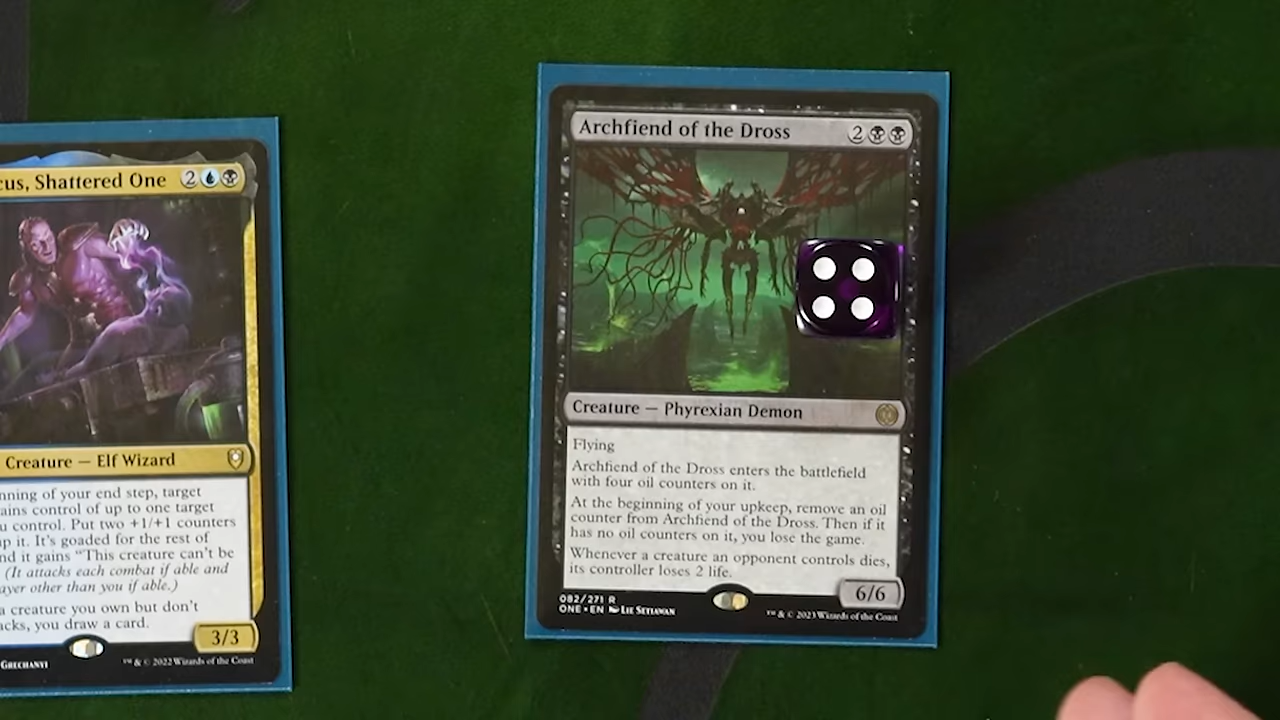 cus, Shattered One 2
Creature — Elf Wizard
nning of your end step, target
ains control of up to one target
u control. Put two +1/+1 counters
up it. It's goaded for the rest of
nd it gains "This creature can't be
(It attacks each combat if able and
ayer other than you if able.)
a creature you own but don't
acks, you draw a card.
3/3
Grechanyi
™ & © 2022 Wizards of the Coast
Archfiend of the Dross 2
Creature — Phyrexian Demon
Flying
Archfiend of the Dross enters the battlefield
with four oil counters on it.
At the beginning of your upkeep, remove an oil
counter from Archfiend of the Dross. Then if it
has no oil counters on it, you lose the game.
Whenever a creature an opponent controls dies,
its controller loses 2 life.
6/6
082/271 R
ONE • EN Lie Setiawan
™ & © 2023 Wizards of the Coast